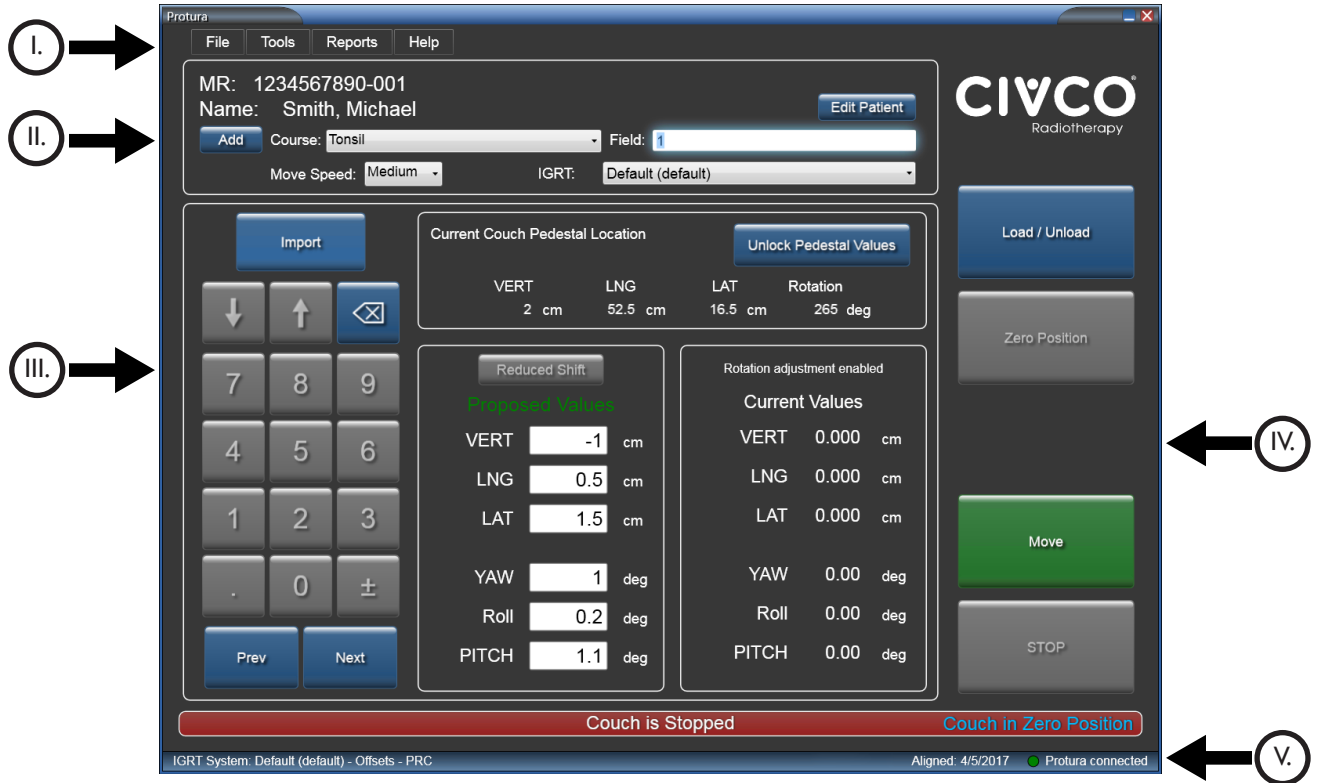 Protura
I.
File Tools Reports Help
MR: 1234567890-001
Name: Smith, Michael
Edit Patient
CIVCO
Radiotherapy
II.
Add Course: Tonsil Field: 1
Move Speed: Medium IGRT: Default (default)
Import
Current Couch Pedestal Location
Unlock Pedestal Values
VERT LNG LAT Rotation
2 cm 52.5 cm 16.5 cm 265 deg
Load / Unload
Zero Position
III.
7 8 9
4 5 6
1 2 3
. 0 ±
Prev Next
Reduced Shift
Proposed Values
VERT -1 cm
LNG 0.5 cm
LAT 1.5 cm
YAW 1 deg
Roll 0.2 deg
PITCH 1.1 deg
Rotation adjustment enabled
Current Values
VERT 0.000 cm
LNG 0.000 cm
LAT 0.000 cm
YAW 0.00 deg
Roll 0.00 deg
PITCH 0.00 deg
IV.
Move
STOP
Couch is Stopped Couch in Zero Position
IGRT System: Default (default) - Offsets - PRC Aligned: 4/5/2017 Protura connected
V.